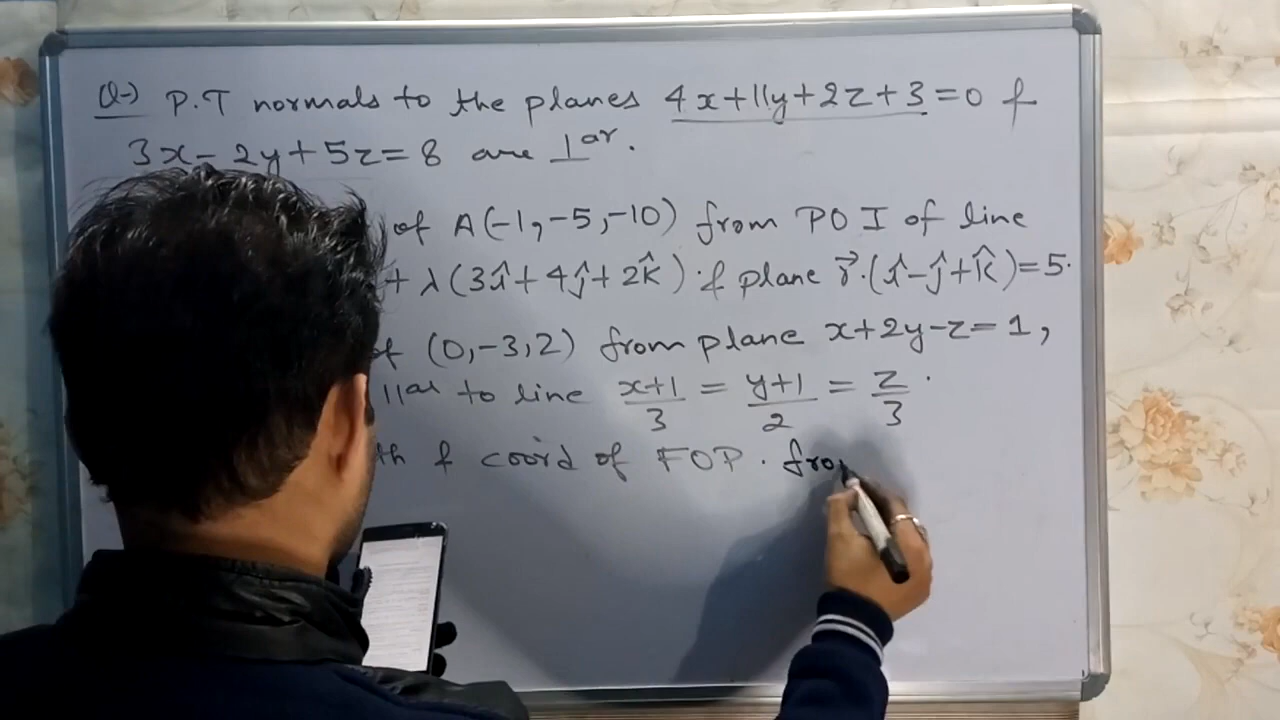 Q-) P.T normals to the planes 4x+11y+2z+3=0 &
3x-2y+5z=8 are ⊥ar.
of A(-1,-5,-10) from POI of line
+ λ(3î+4ĵ+2k̂). & plane r⃗.(î-ĵ+k̂)=5.
of (0,-3,2) from plane x+2y-z=1,
||al to line x+1/3 = y+1/2 = z/3.
th & coord of FOP. fro